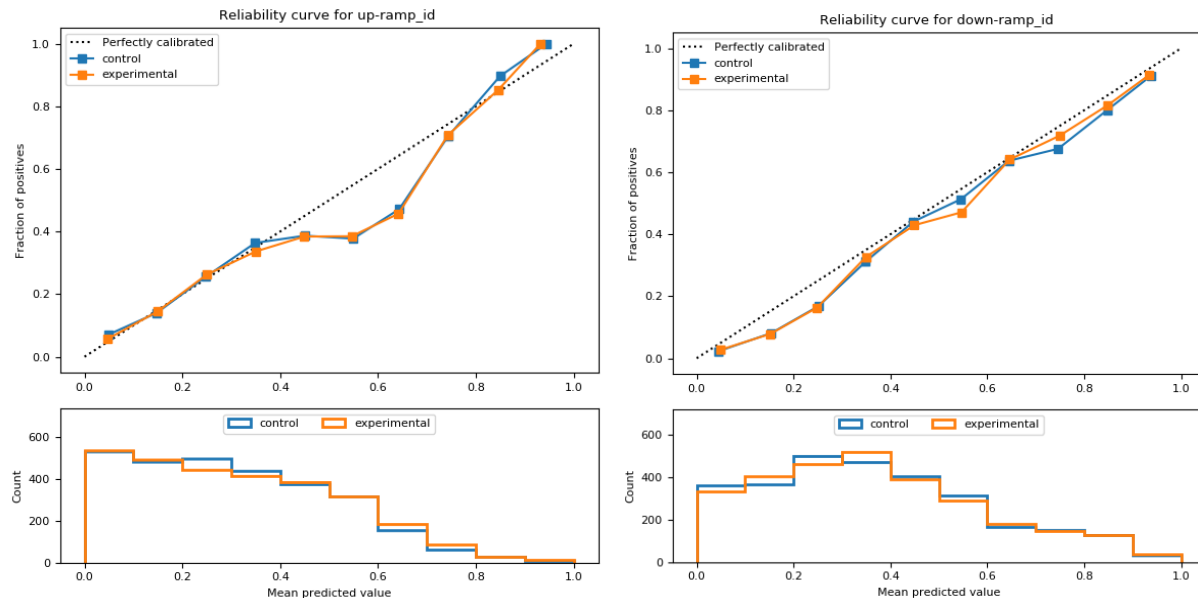 Reliability curve for up-ramp_id
1.0
0.8
0.6
0.4
0.2
0.0
Fraction of positives
Perfectly calibrated
control
experimental
0.0 0.2 0.4 0.6 0.8 1.0
600
400
200
0
Count
control experimental
0.0 0.2 0.4 0.6 0.8 1.0
Mean predicted value
Reliability curve for down-ramp_id
1.0
0.8
0.6
0.4
0.2
0.0
Fraction of positives
Perfectly calibrated
control
experimental
0.0 0.2 0.4 0.6 0.8 1.0
600
400
200
0
Count
control experimental
0.0 0.2 0.4 0.6 0.8 1.0
Mean predicted value